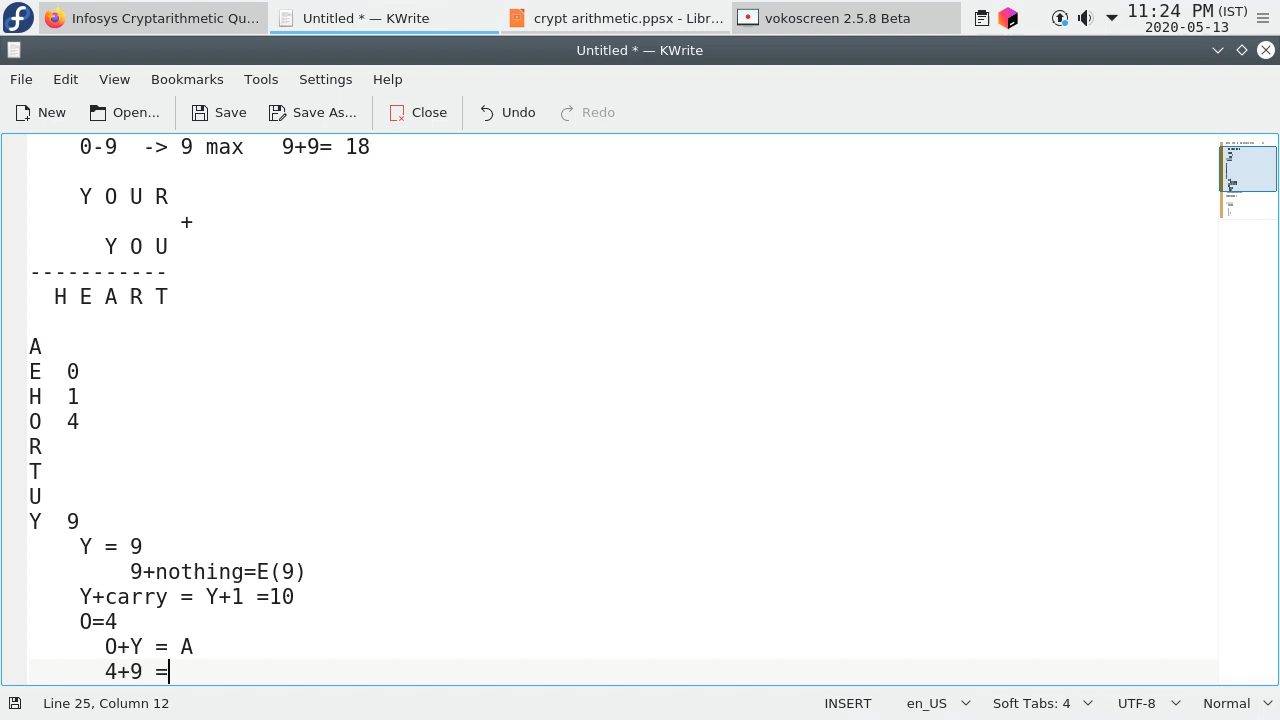 Infosys Cryptarithmetic Qu...
Untitled * — KWrite
crypt arithmetic.ppsx - Libr...
vokoscreen 2.5.8 Beta
11:24 PM (IST)
2020-05-13
Untitled * — KWrite
File Edit View Bookmarks Tools Settings Help
New Open... Save Save As... Close Undo Redo
0-9 -> 9 max 9+9= 18
Y O U R
+
Y O U
-----------
H E A R T
A
E 0
H 1
O 4
R
T
U
Y 9
Y = 9
9+nothing=E(9)
Y+carry = Y+1 =10
O=4
O+Y = A
4+9 =
Line 25, Column 12 INSERT en_US Soft Tabs: 4 UTF-8 Normal